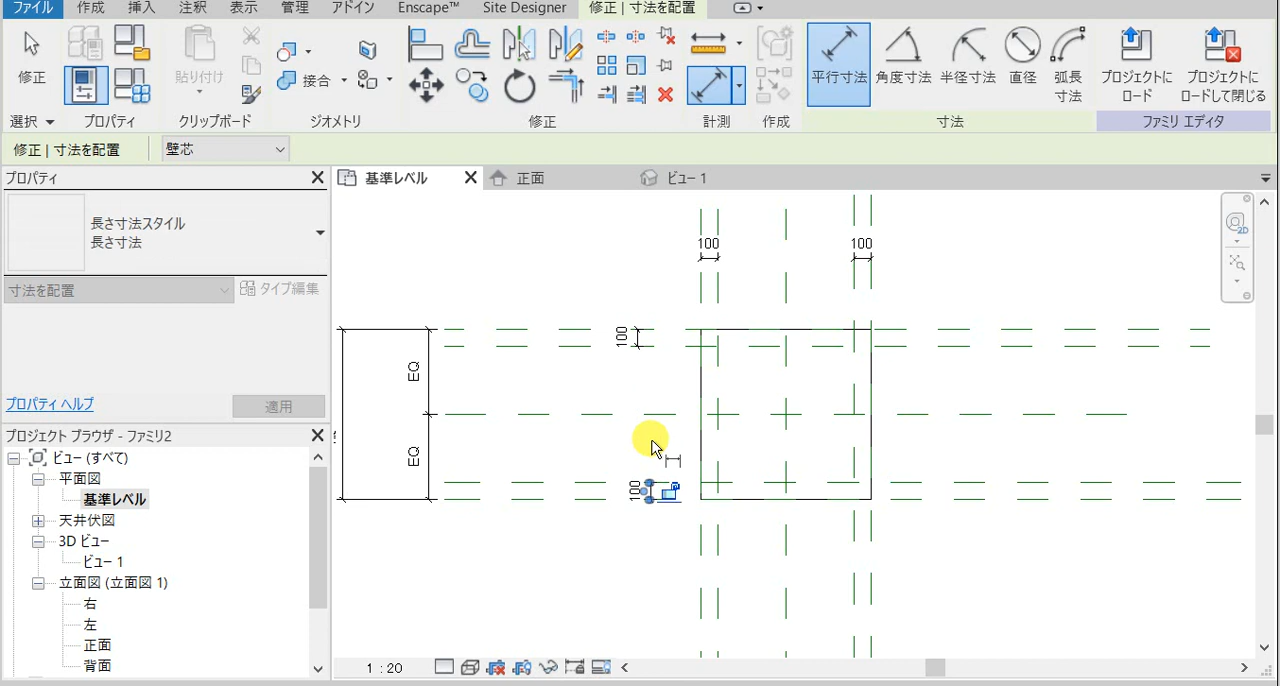 ファイル 作成 挿入 注釈 表示 管理 アドイン Enscape™ Site Designer 修正 | 寸法を配置
修正 貼り付け 接合 平行寸法 角度寸法 半径寸法 直径 弧長寸法 プロジェクトにロード プロジェクトにロードして閉じる
選択 プロパティ クリップボード ジオメトリ 修正 計測 作成 寸法 ファミリ エディタ
修正 | 寸法を配置 壁芯
プロパティ
基準レベル 正面 ビュー 1
長さ寸法スタイル
長さ寸法
寸法を配置 タイプ編集
プロパティ ヘルプ 適用
プロジェクト ブラウザ - ファミリ2
ビュー (すべて)
平面図
基準レベル
天井伏図
3D ビュー
ビュー 1
立面図 (立面図 1)
右
左
正面
背面
100 100
100
EQ
EQ
100
2D
1 : 20